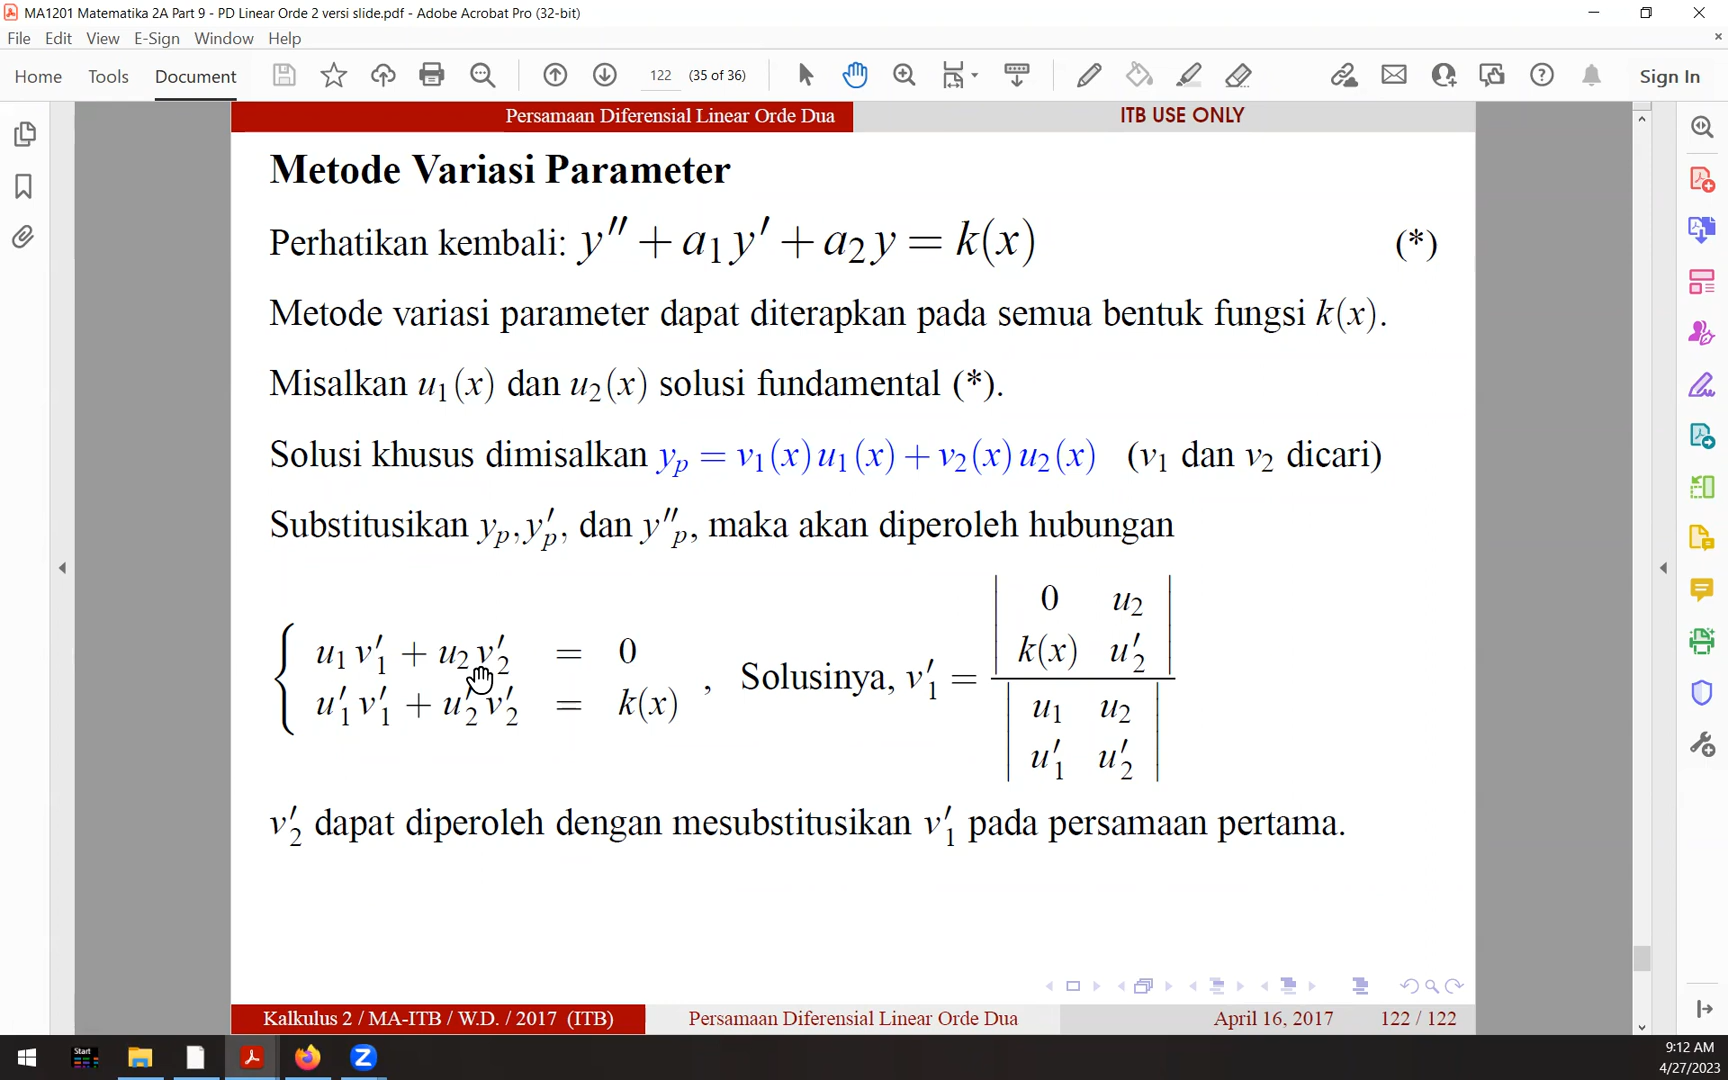 MA1201 Matematika 2A Part 9 - PD Linear Orde 2 versi slide.pdf - Adobe Acrobat Pro (32-bit)
File Edit View E-Sign Window Help
Home Tools Document 122 (35 of 36) Sign In
Persamaan Diferensial Linear Orde Dua ITB USE ONLY
Metode Variasi Parameter
Perhatikan kembali: y″ + a₁y′ + a₂y = k(x) (*)
Metode variasi parameter dapat diterapkan pada semua bentuk fungsi k(x).
Misalkan u₁(x) dan u₂(x) solusi fundamental (*).
Solusi khusus dimisalkan yₚ = v₁(x)u₁(x) + v₂(x)u₂(x) (v₁ dan v₂ dicari)
Substitusikan yₚ, y′ₚ, dan y″ₚ, maka akan diperoleh hubungan
{ u₁v′₁ + u₂v′₂ = 0
u′₁v′₁ + u′₂v′₂ = k(x) , Solusinya, v′₁ =
| 0 u₂ |
| k(x) u′₂ |
| u₁ u₂ |
| u′₁ u′₂ |
v′₂ dapat diperoleh dengan mesubstitusikan v′₁ pada persamaan pertama.
Kalkulus 2 / MA-ITB / W.D. / 2017 (ITB) Persamaan Diferensial Linear Orde Dua April 16, 2017 122 / 122
Start
9:12 AM
4/27/2023